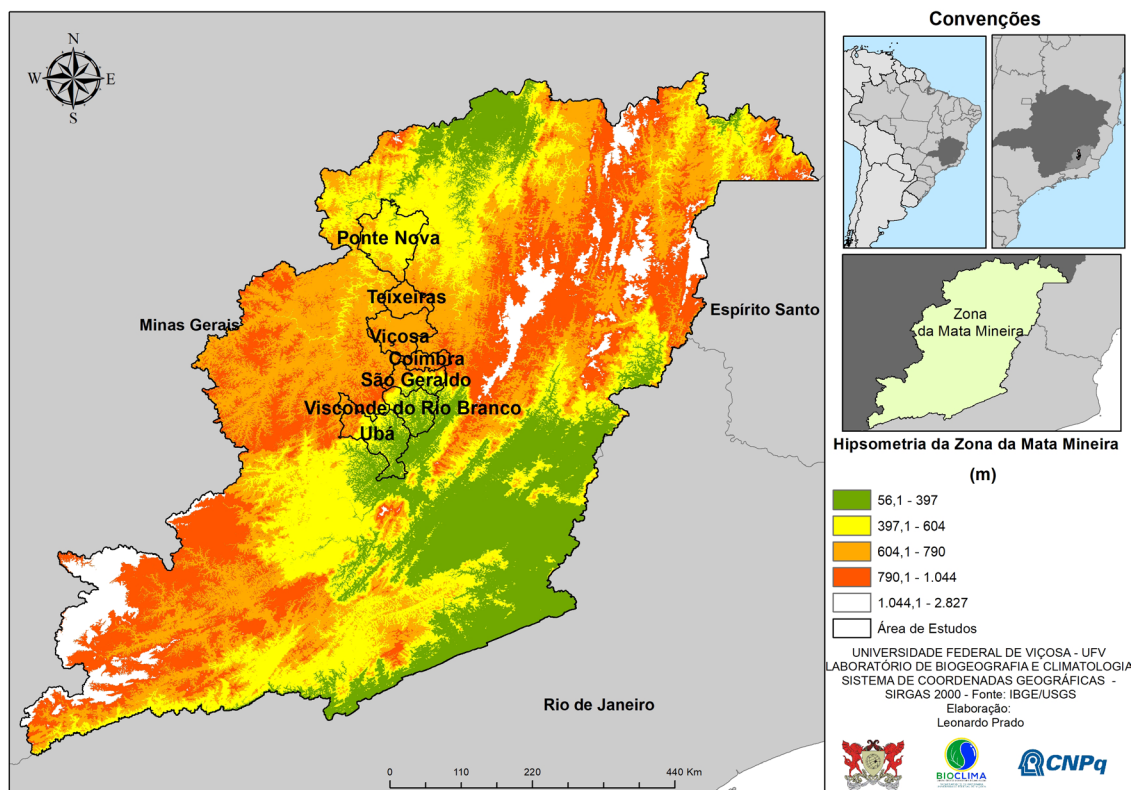 N
W
E
S
Ponte Nova
Teixeiras
Minas Gerais
Viçosa
Coimbra
São Geraldo
Visconde do Rio Branco
Ubá
Espírito Santo
Rio de Janeiro
0 110 220 440 Km
Convenções
Zona
da Mata Mineira
Hipsometria da Zona da Mata Mineira
(m)
56,1 - 397
397,1 - 604
604,1 - 790
790,1 - 1.044
1.044,1 - 2.827
Área de Estudos
UNIVERSIDADE FEDERAL DE VIÇOSA - UFV
LABORATÓRIO DE BIOGEOGRAFIA E CLIMATOLOGIA
SISTEMA DE COORDENADAS GEOGRÁFICAS -
SIRGAS 2000 - Fonte: IBGE/USGS
Elaboração:
Leonardo Prado
BIOCLIMA
CNPq